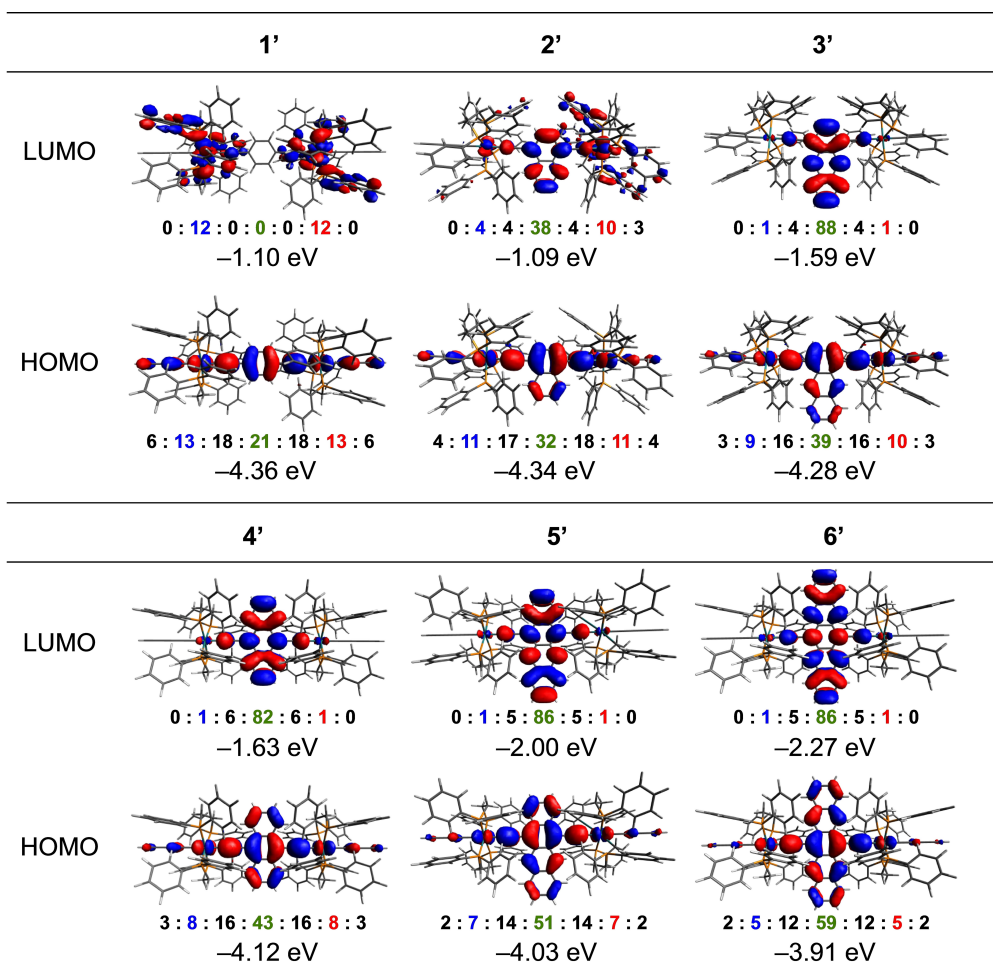 1’ 2’ 3’
LUMO
0 : 12 : 0 : 0 : 0 : 12 : 0 0 : 4 : 4 : 38 : 4 : 10 : 3 0 : 1 : 4 : 88 : 4 : 1 : 0
–1.10 eV –1.09 eV –1.59 eV
HOMO
6 : 13 : 18 : 21 : 18 : 13 : 6 4 : 11 : 17 : 32 : 18 : 11 : 4 3 : 9 : 16 : 39 : 16 : 10 : 3
–4.36 eV –4.34 eV –4.28 eV
4’ 5’ 6’
LUMO
0 : 1 : 6 : 82 : 6 : 1 : 0 0 : 1 : 5 : 86 : 5 : 1 : 0 0 : 1 : 5 : 86 : 5 : 1 : 0
–1.63 eV –2.00 eV –2.27 eV
HOMO
3 : 8 : 16 : 43 : 16 : 8 : 3 2 : 7 : 14 : 51 : 14 : 7 : 2 2 : 5 : 12 : 59 : 12 : 5 : 2
–4.12 eV –4.03 eV –3.91 eV